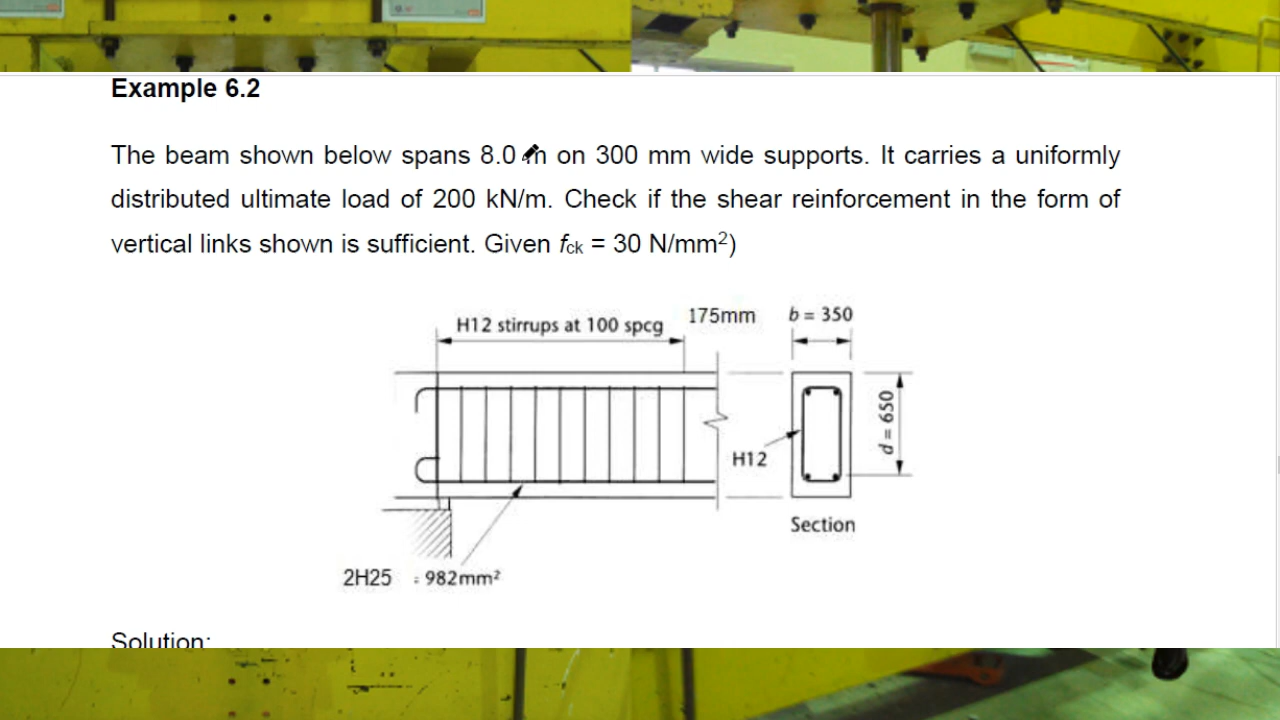 Example 6.2
The beam shown below spans 8.0 m on 300 mm wide supports. It carries a uniformly
distributed ultimate load of 200 kN/m. Check if the shear reinforcement in the form of
vertical links shown is sufficient. Given fck = 30 N/mm²)
H12 stirrups at 100 spcg
175mm
b = 350
d = 650
H12
Section
2H25 = 982mm²
Solution: